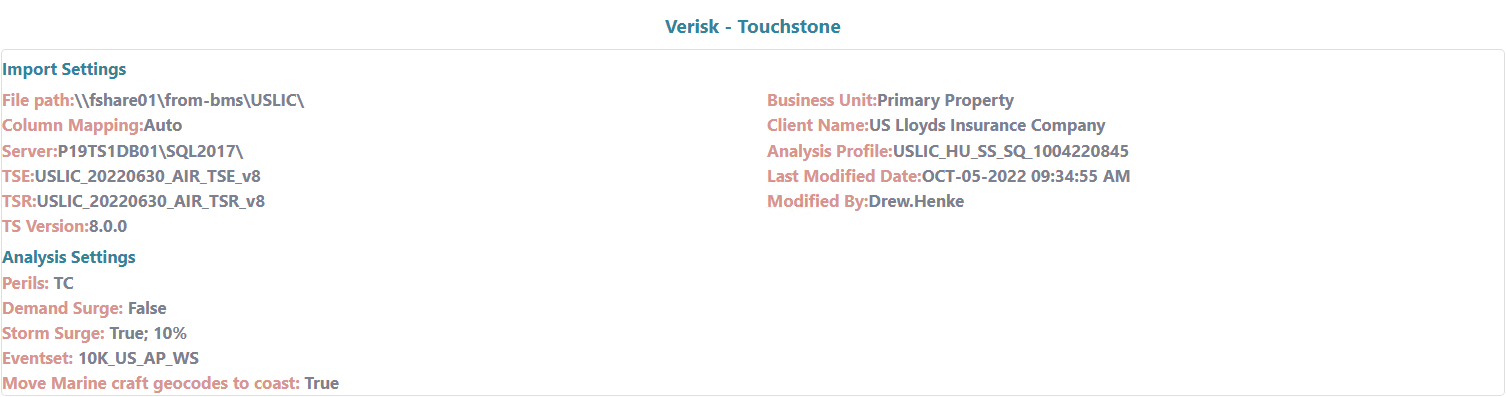 Verisk - Touchstone
Import Settings
File path:\\fshare01\from-bms\USLIC\
Column Mapping:Auto
Server:P19TS1DB01\SQL2017\
TSE:USLIC_20220630_AIR_TSE_v8
TSR:USLIC_20220630_AIR_TSR_v8
TS Version:8.0.0
Business Unit:Primary Property
Client Name:US Lloyds Insurance Company
Analysis Profile:USLIC_HU_SS_SQ_1004220845
Last Modified Date:OCT-05-2022 09:34:55 AM
Modified By:Drew.Henke
Analysis Settings
Perils: TC
Demand Surge: False
Storm Surge: True; 10%
Eventset: 10K_US_AP_WS
Move Marine craft geocodes to coast: True